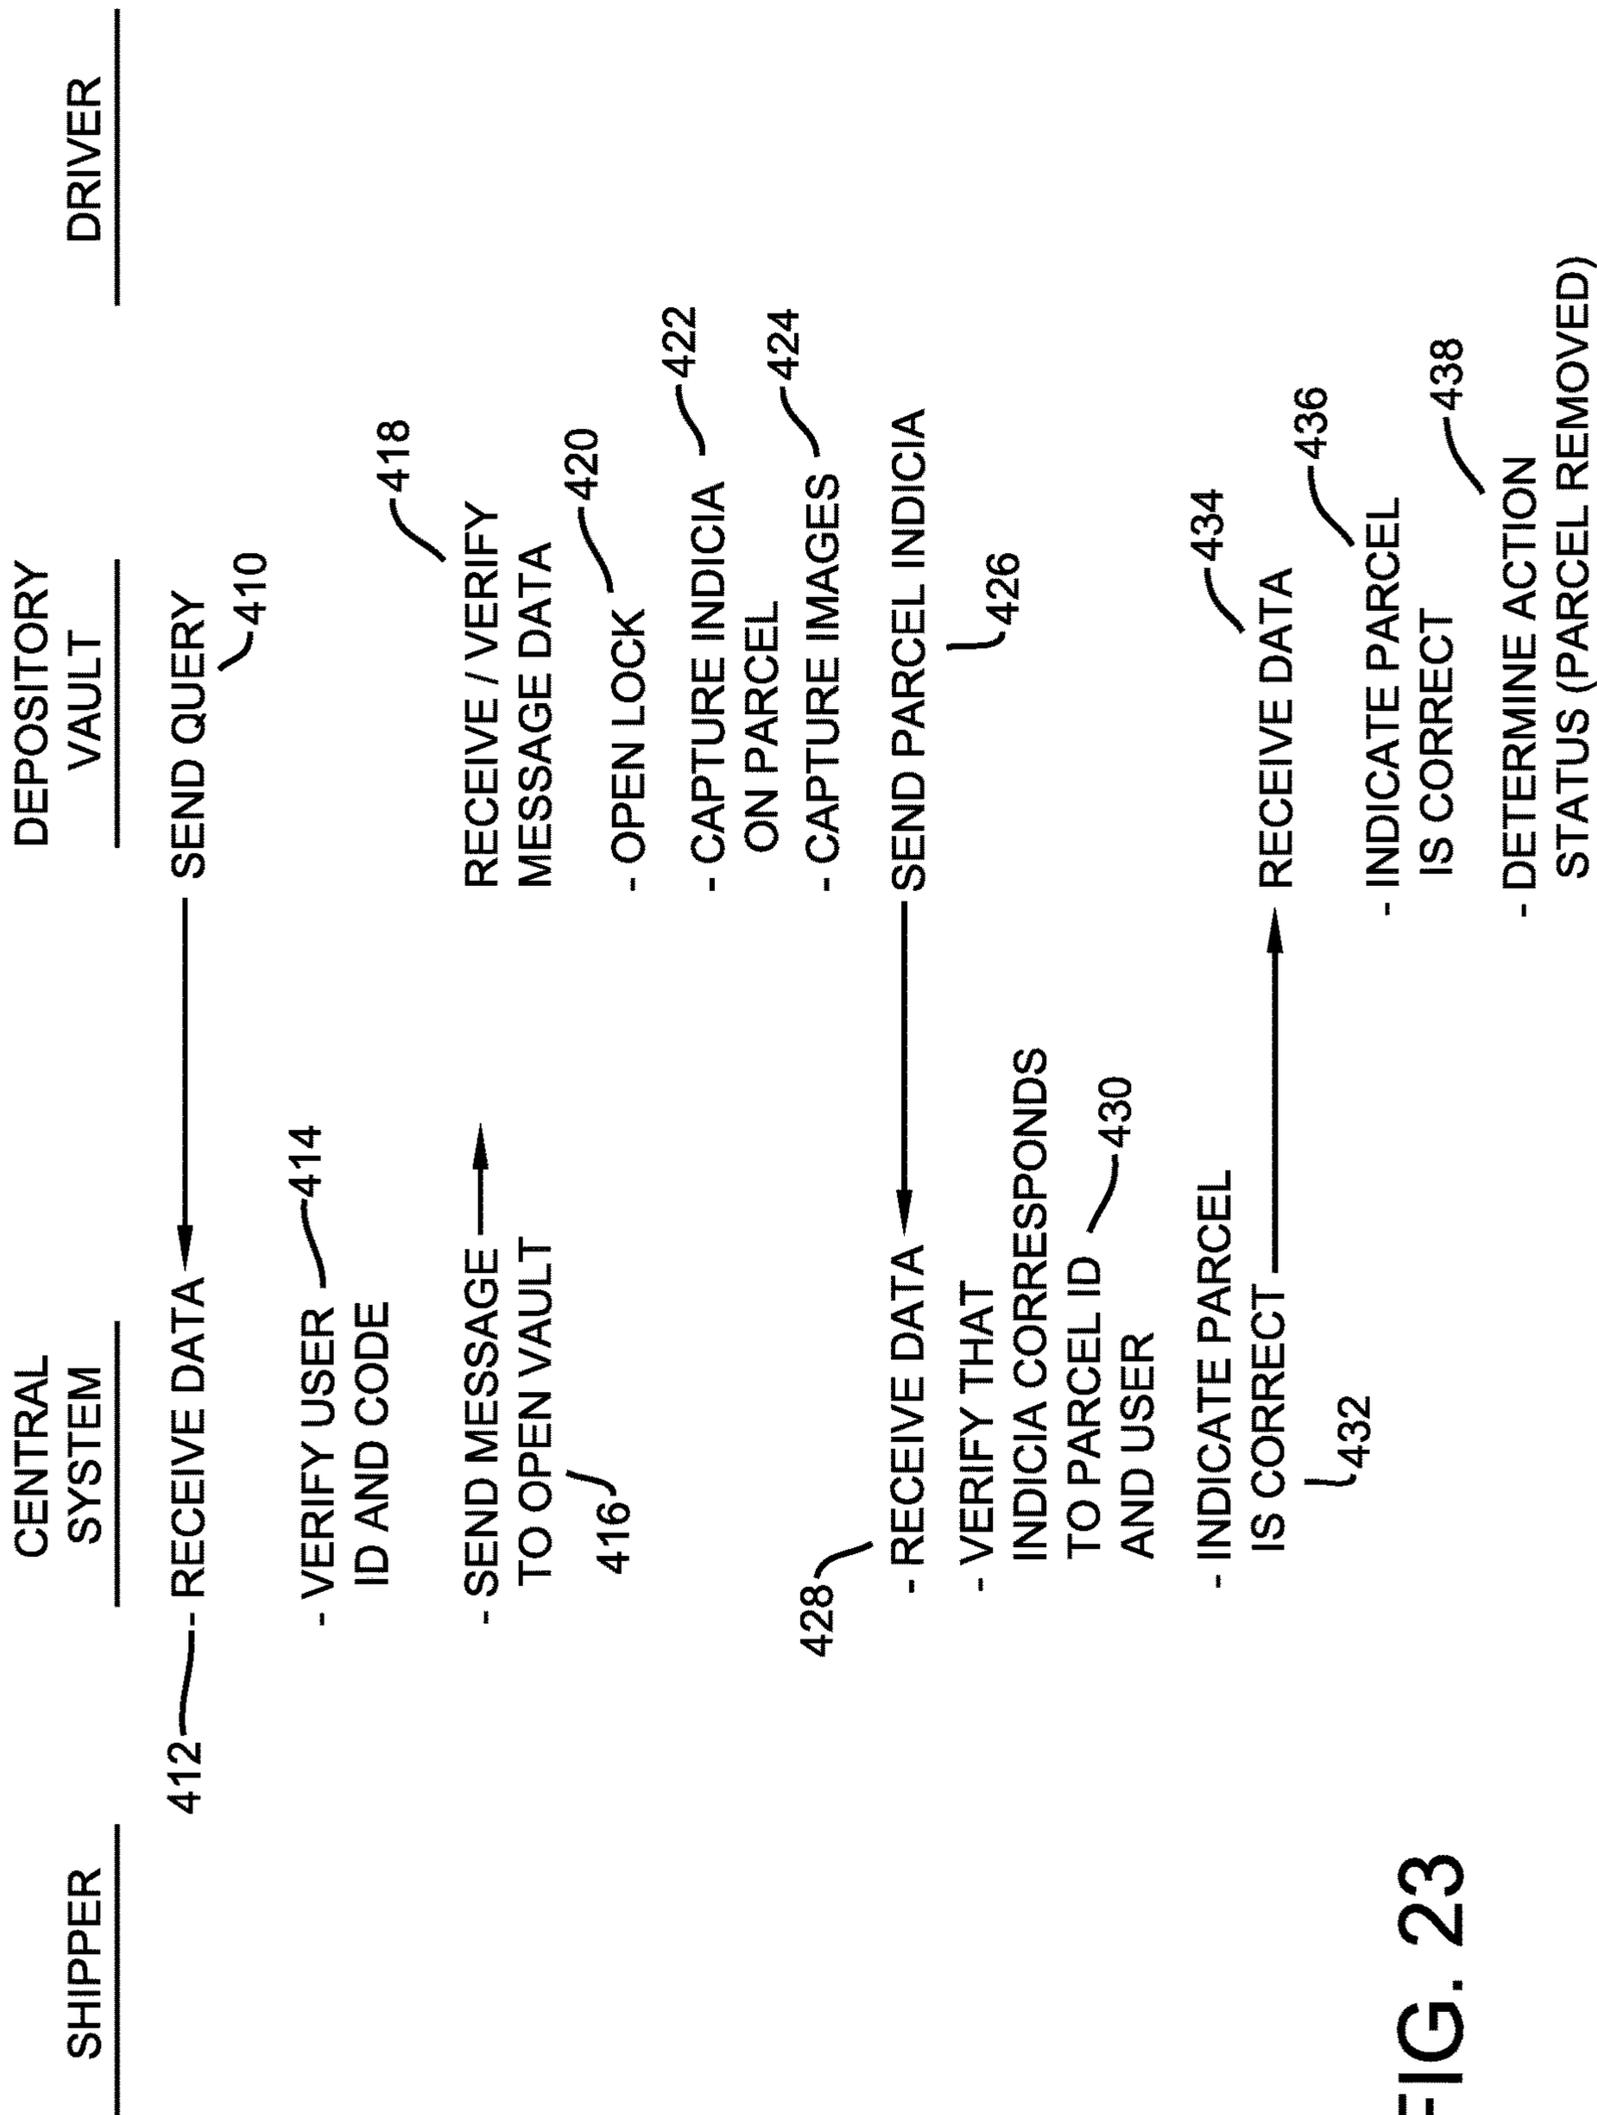 SHIPPER
CENTRAL
SYSTEM
DEPOSITORY
VAULT
DRIVER
412
- RECEIVE DATA
SEND QUERY
410
- VERIFY USER
ID AND CODE
414
- SEND MESSAGE
TO OPEN VAULT
416
RECEIVE / VERIFY
MESSAGE DATA
418
- OPEN LOCK
420
- CAPTURE INDICIA
ON PARCEL
422
- CAPTURE IMAGES
424
SEND PARCEL INDICIA
426
428
- RECEIVE DATA
- VERIFY THAT
INDICIA CORRESPONDS
TO PARCEL ID
AND USER
430
- INDICATE PARCEL
IS CORRECT
432
RECEIVE DATA
434
- INDICATE PARCEL
IS CORRECT
436
- DETERMINE ACTION
STATUS (PARCEL REMOVED)
438
FIG. 23